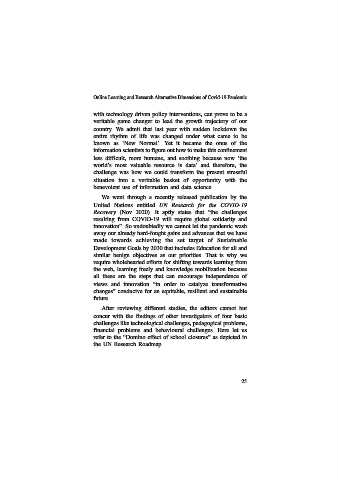 Online Learning and Research Alternative Dimensions of Covid-19 Pandemic
with technology driven policy interventions, can prove to be a
veritable game changer to lead the growth trajectory of our
country. We admit that last year with sudden lockdown the
entire rhythm of life was changed under what came to be
known as 'New Normal'. Yet it became the onus of the
information scientists to figure out how to make this confinement
less difficult, more humane, and soothing because now 'the
world's most valuable resource is data' and therefore, the
challenge was how we could transform the present stressful
situation into a veritable basket of opportunity with the
benevolent use of information and data science.
We went through a recently released publication by the
United Nations entitled UN Research for the COVID-19
Recovery (Nov 2020). It aptly states that "the challenges
resulting from COVID-19 will require global solidarity and
innovation". So undoubtedly we cannot let the pandemic wash
away our already hard-fought gains and advances that we have
made towards achieving the set target of Sustainable
Development Goals by 2030 that includes Education for all and
similar benign objectives as our priorities. That is why we
require wholehearted efforts for shifting towards learning from
the web, learning freely and knowledge mobilization because
all these are the steps that can encourage independence of
views and innovation "in order to catalyze transformative
changes" conducive for an equitable, resilient and sustainable
future.
After reviewing different studies, the editors cannot but
concur with the findings of other investigators of four basic
challenges like technological challenges, pedagogical problems,
financial problems and behavioural challenges. Here let us
refer to the "Domino effect of school closures" as depicted in
the UN Research Roadmap.
25